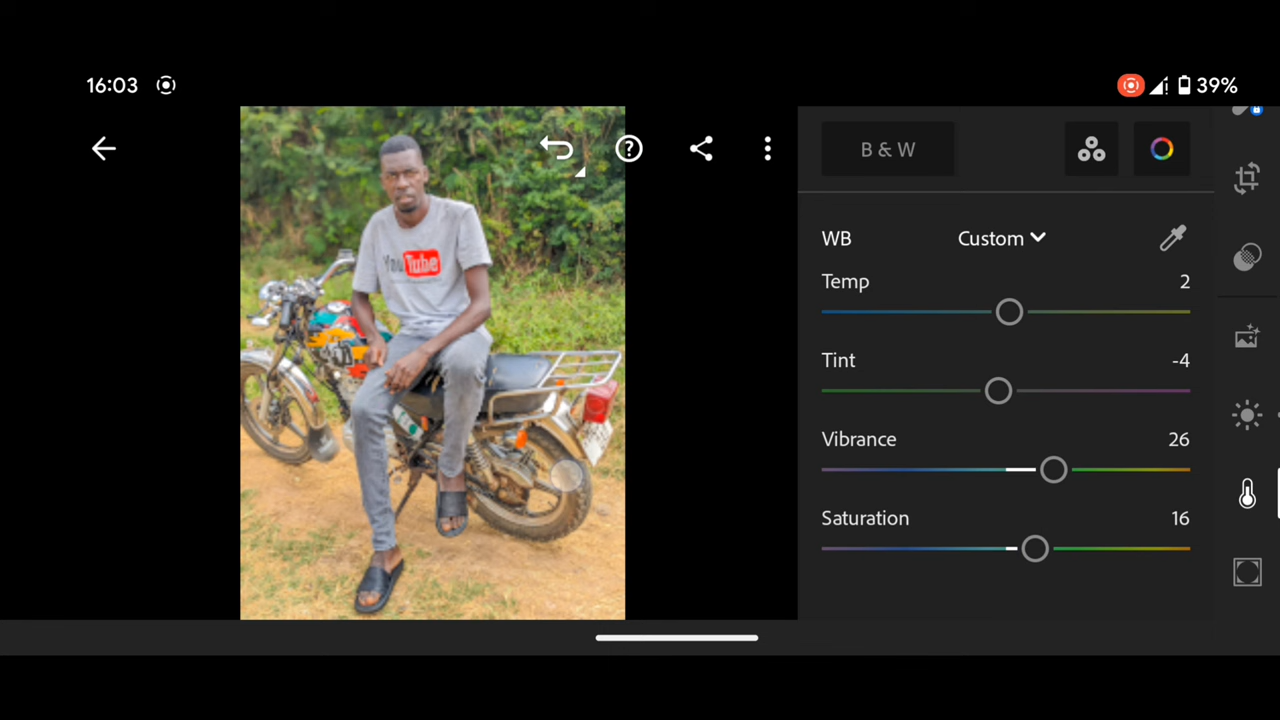 16:03
39%
B & W
WB Custom
Temp 2
Tint -4
Vibrance 26
Saturation 16
YouTube